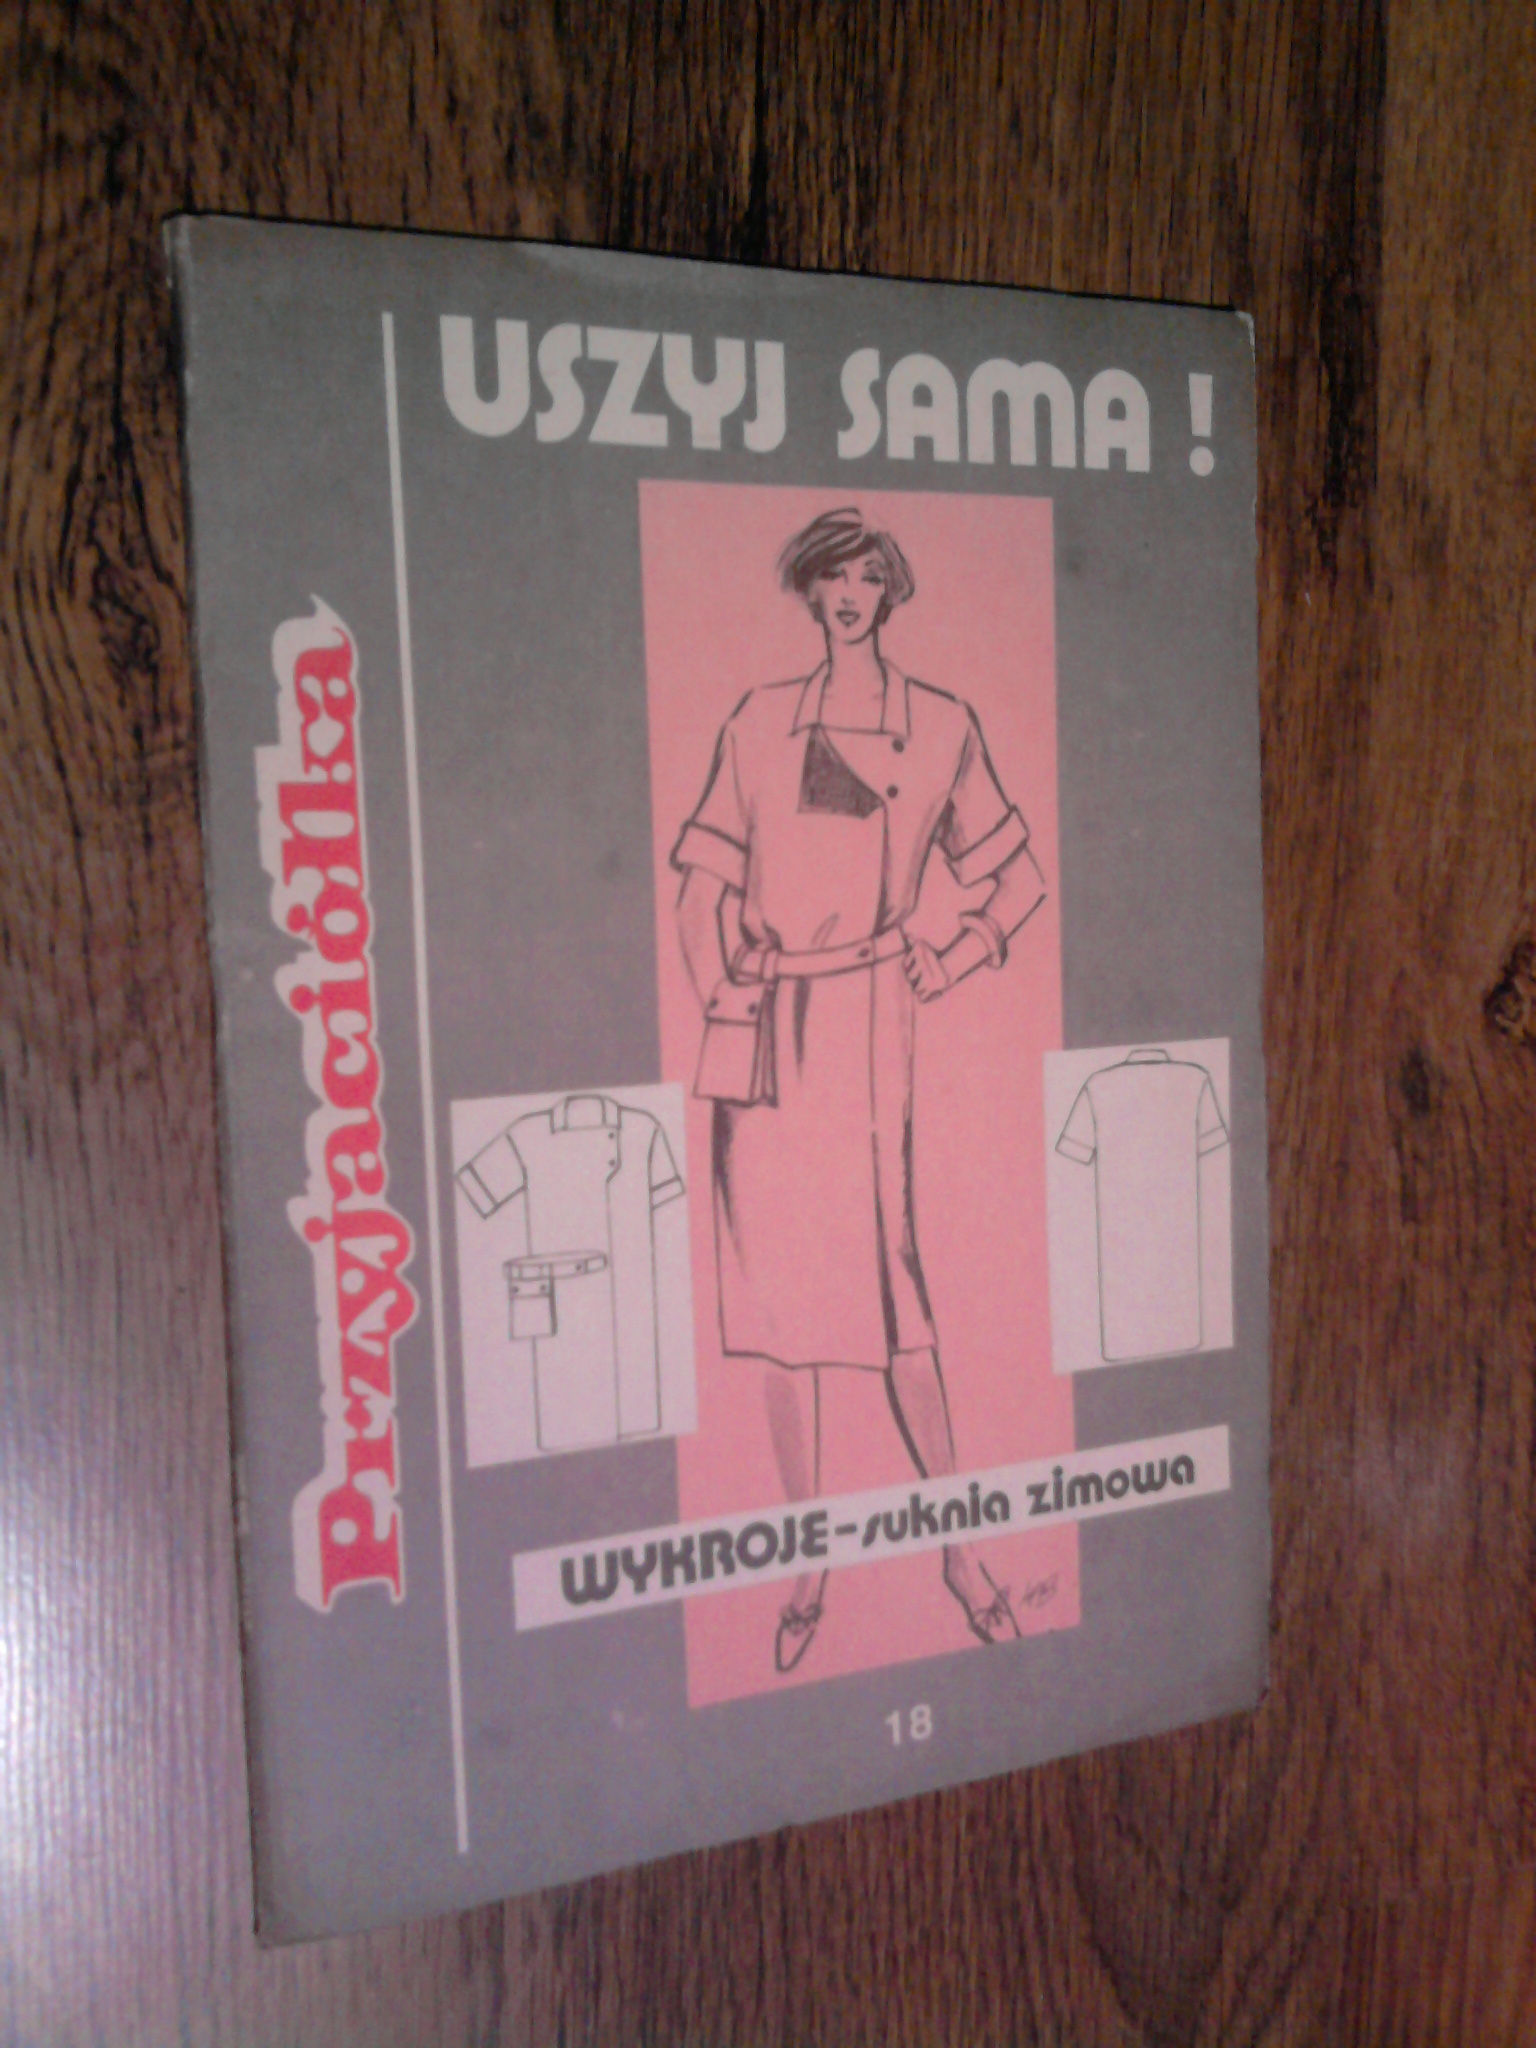 USZYJ SAMA !
Przyjaciółka
WYKROJE-suknia zimowa
18